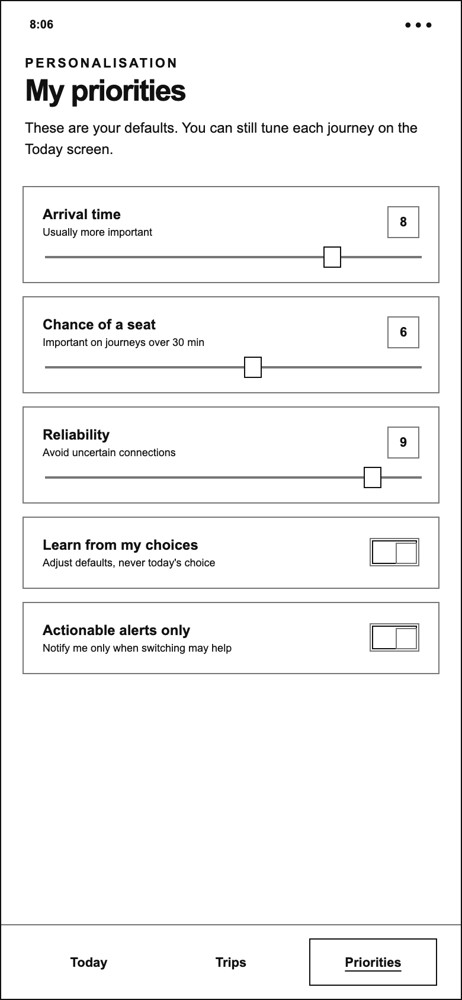 8:06
PERSONALISATION
My priorities
These are your defaults. You can still tune each journey on the
Today screen.
Arrival time
8
Usually more important
Chance of a seat
6
Important on journeys over 30 min
Reliability
9
Avoid uncertain connections
Learn from my choices
Adjust defaults, never today's choice
Actionable alerts only
Notify me only when switching may help
Today
Trips
Priorities